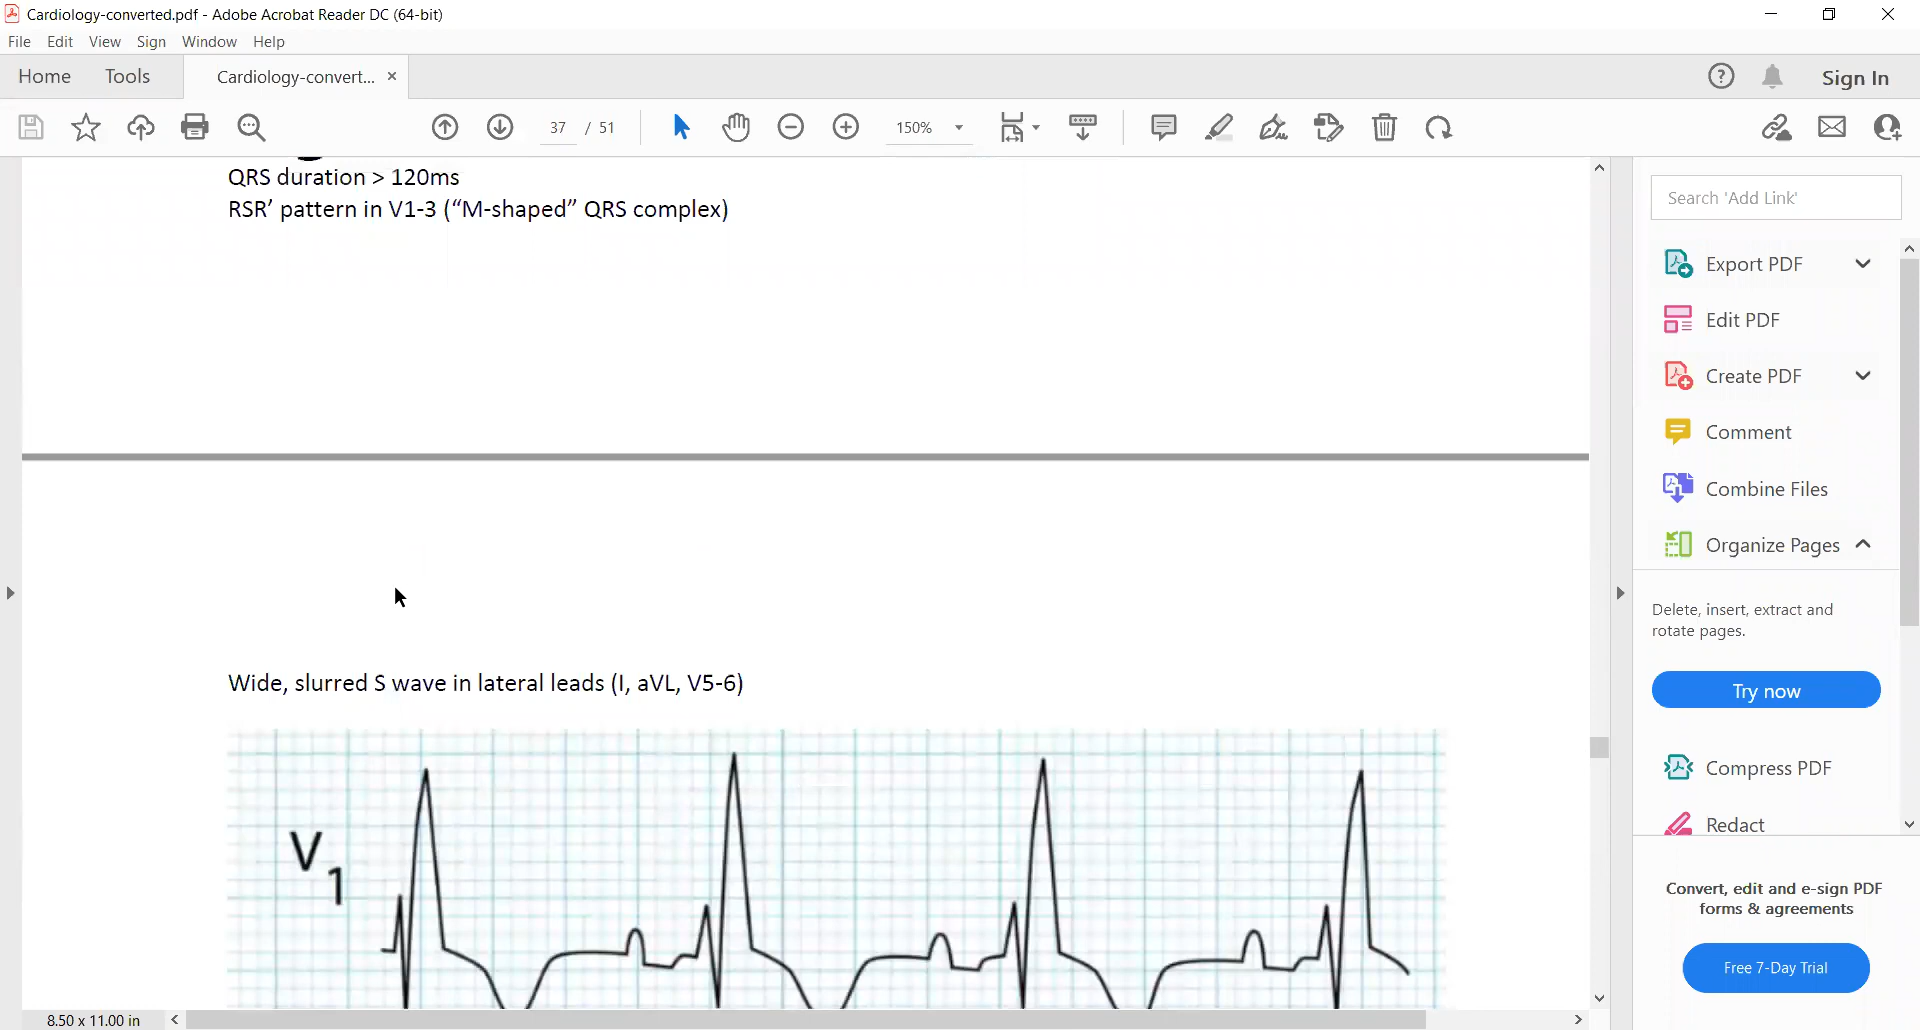 Cardiology-converted.pdf - Adobe Acrobat Reader DC (64-bit)
File Edit View Sign Window Help
Home Tools Cardiology-convert... × Sign In
37 / 51 150%
Search 'Add Link'
QRS duration > 120ms
RSR’ pattern in V1-3 (“M-shaped” QRS complex)
Export PDF
Edit PDF
Create PDF
Comment
Combine Files
Organize Pages
Delete, insert, extract and
rotate pages.
Try now
Wide, slurred S wave in lateral leads (I, aVL, V5-6)
V1
Compress PDF
Redact
Convert, edit and e-sign PDF
forms & agreements
Free 7-Day Trial
8.50 x 11.00 in